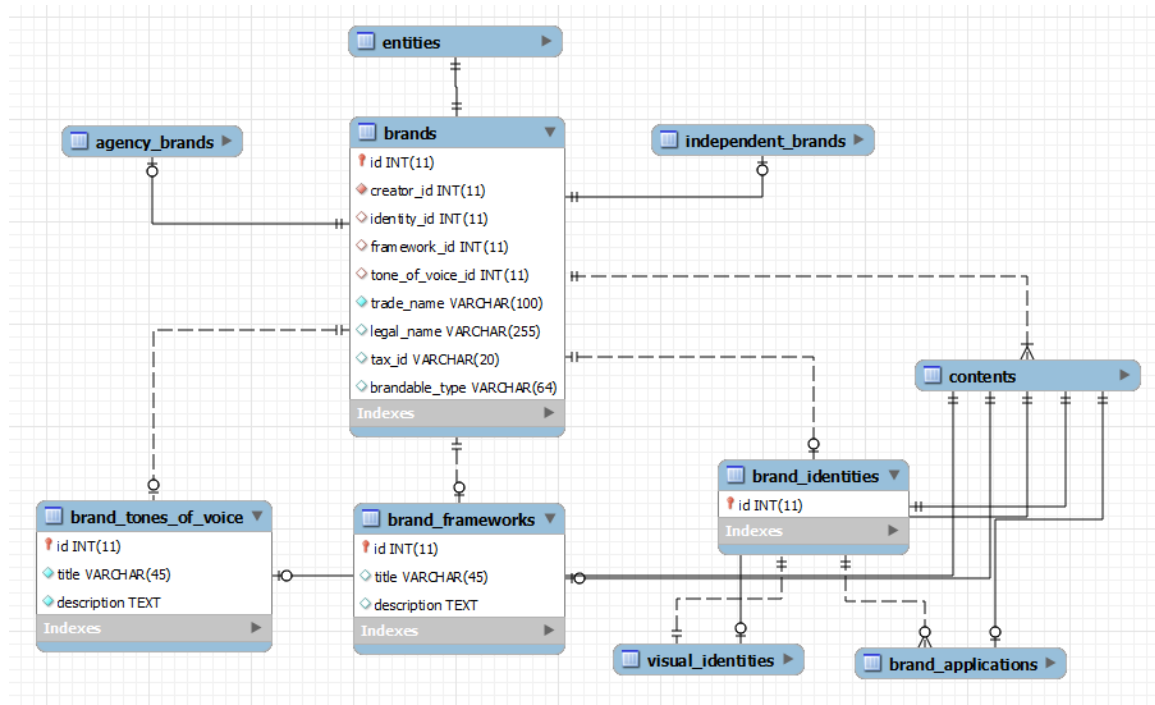 entities
agency_brands
brands
independent_brands
id INT(11)
creator_id INT(11)
identity_id INT(11)
framework_id INT(11)
tone_of_voice_id INT(11)
trade_name VARCHAR(100)
legal_name VARCHAR(255)
tax_id VARCHAR(20)
brandable_type VARCHAR(64)
Indexes
contents
brand_identities
id INT(11)
Indexes
brand_tones_of_voice
id INT(11)
title VARCHAR(45)
description TEXT
Indexes
brand_frameworks
id INT(11)
title VARCHAR(45)
description TEXT
Indexes
visual_identities
brand_applications